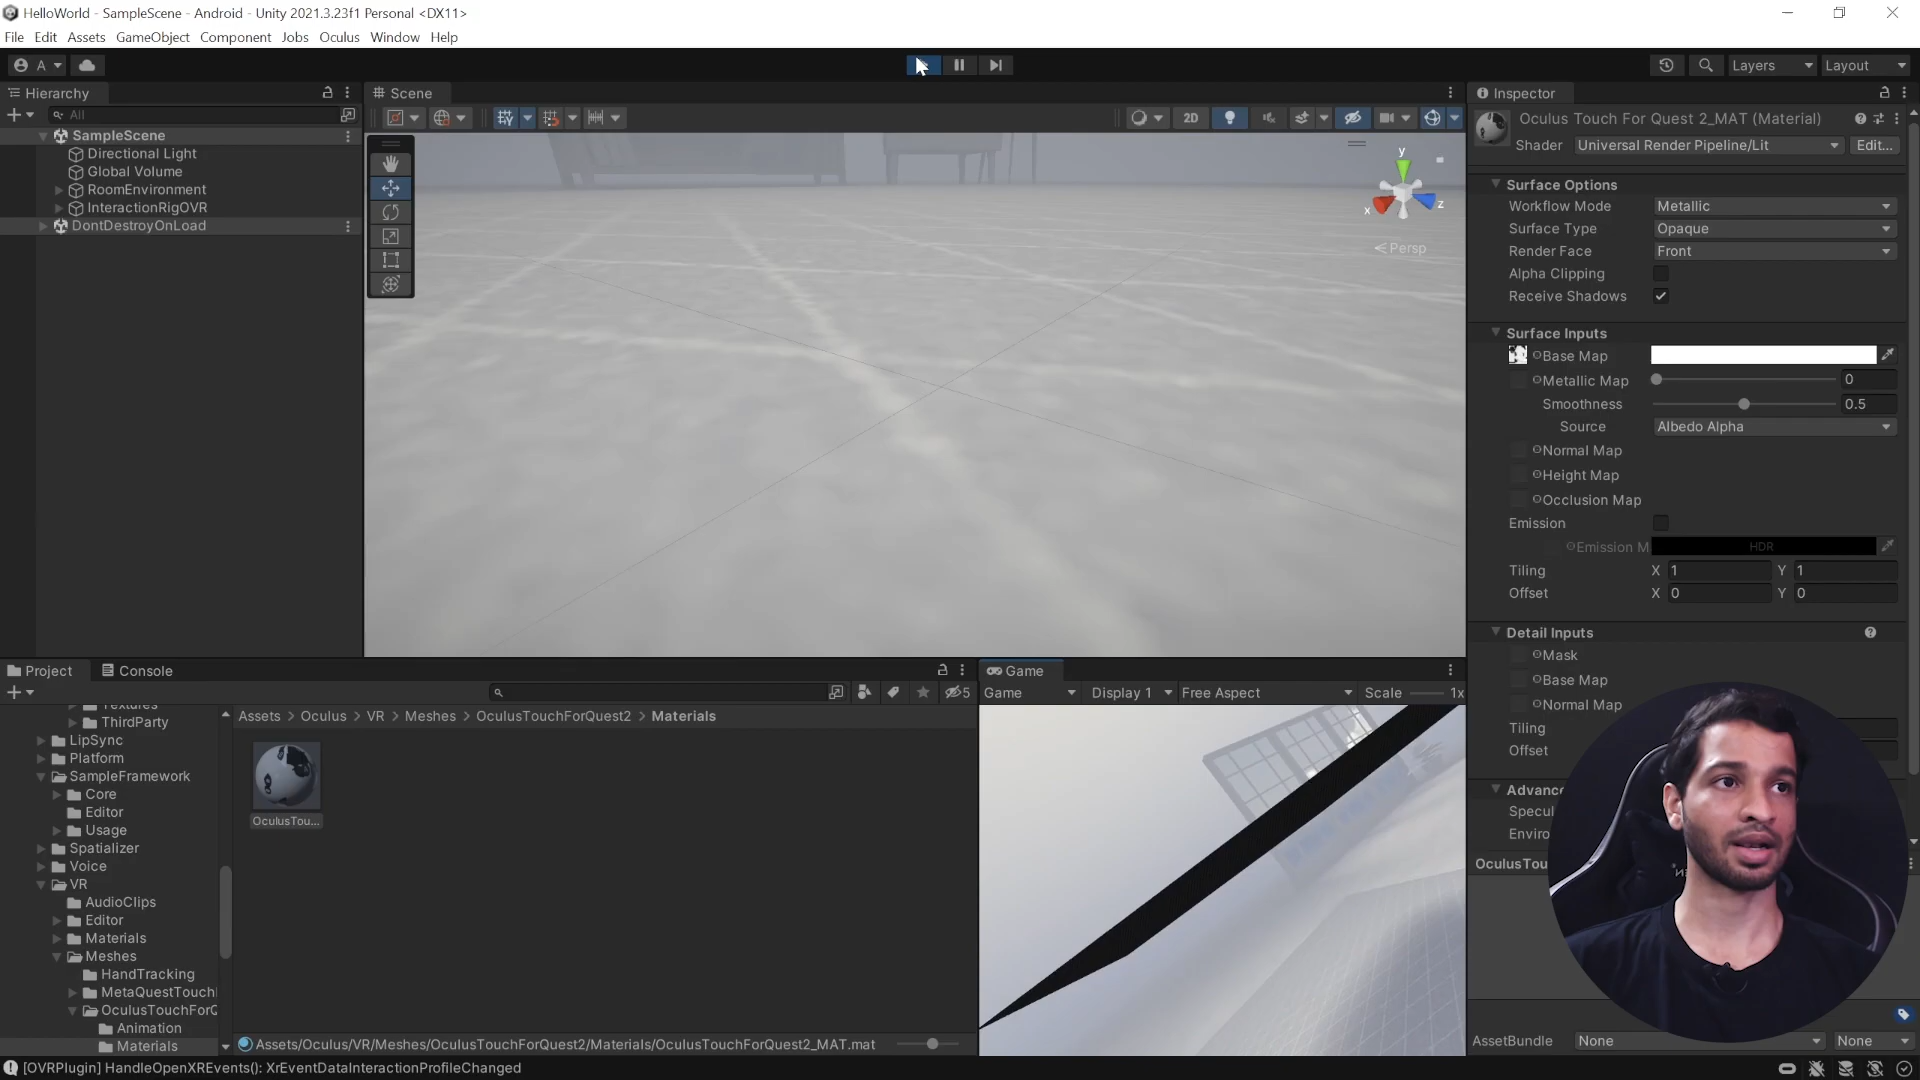 HelloWorld - SampleScene - Android - Unity 2021.3.23f1 Personal <DX11>
File Edit Assets GameObject Component Jobs Oculus Window Help
A
Layers
Layout
Hierarchy
All
SampleScene
Directional Light
Global Volume
RoomEnvironment
InteractionRigOVR
DontDestroyOnLoad
Scene
2D
y
x
z
Persp
Inspector
Oculus Touch For Quest 2_MAT (Material)
Shader Universal Render Pipeline/Lit Edit...
Surface Options
Workflow Mode Metallic
Surface Type Opaque
Render Face Front
Alpha Clipping
Receive Shadows
Surface Inputs
Base Map
Metallic Map 0
Smoothness 0.5
Source Albedo Alpha
Normal Map
Height Map
Occlusion Map
Emission
Emission M HDR
Tiling X 1 Y 1
Offset X 0 Y 0
Detail Inputs
Mask
Base Map
Normal Map
Tiling
Offset
Advanc
Specul
Enviro
OculusTou
AssetBundle None None
Project Console
5
Assets > Oculus > VR > Meshes > OculusTouchForQuest2 > Materials
ThirdParty
LipSync
Platform
SampleFramework
Core
Editor
Usage
Spatializer
Voice
VR
AudioClips
Editor
Materials
Meshes
HandTracking
MetaQuestTouchI
OculusTouchForQ
Animation
Materials
OculusTou...
Assets/Oculus/VR/Meshes/OculusTouchForQuest2/Materials/OculusTouchForQuest2_MAT.mat
Game
Game Display 1 Free Aspect Scale 1x
[OVRPlugin] HandleOpenXREvents(): XrEventDataInteractionProfileChanged